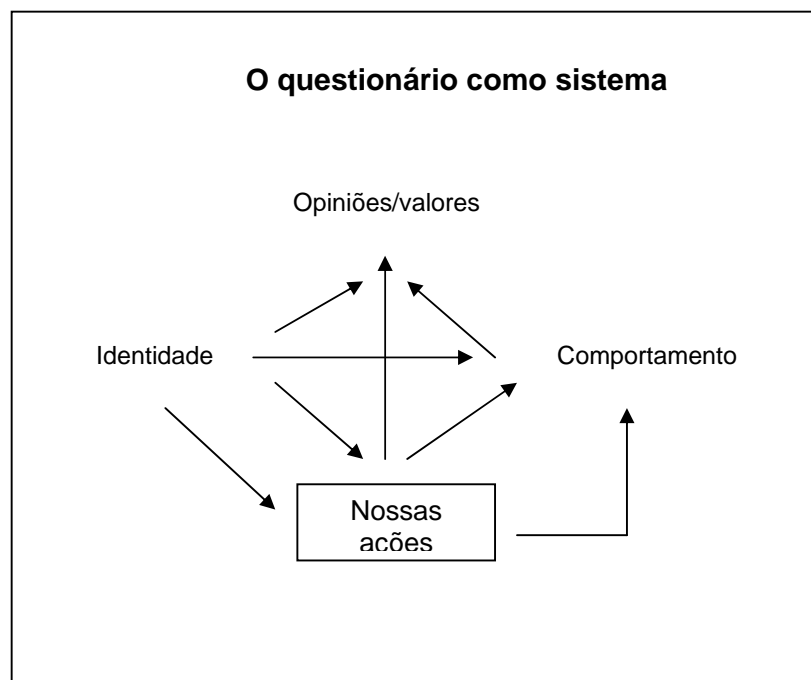 O questionário como sistema
Opiniões/valores
Identidade
Comportamento
Nossas
ações